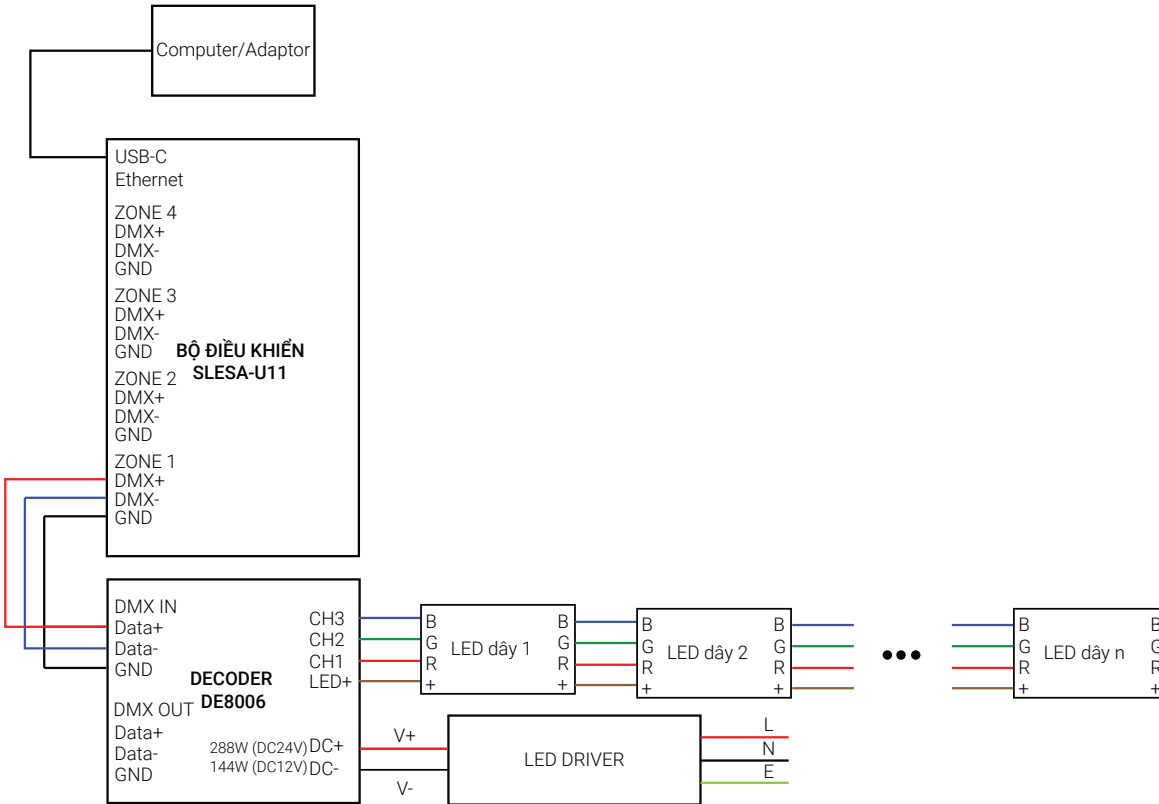 Computer/Adaptor
USB-C
Ethernet
ZONE 4
DMX+
DMX-
GND
ZONE 3
DMX+
DMX-
GND
BỘ ĐIỀU KHIỂN
SLESA-U11
ZONE 2
DMX+
DMX-
GND
ZONE 1
DMX+
DMX-
GND
DMX IN
Data+
Data-
GND
DECODER
DE8006
DMX OUT
Data+
Data-
GND
CH3
CH2
CH1
LED+
288W (DC24V) DC+
144W (DC12V) DC-
B
G
R
+
LED dây 1
B
G
R
+
B
G
R
+
LED dây 2
B
G
R
+
B
G
R
+
LED dây n
B
G
R
+
V+
V-
LED DRIVER
L
N
E